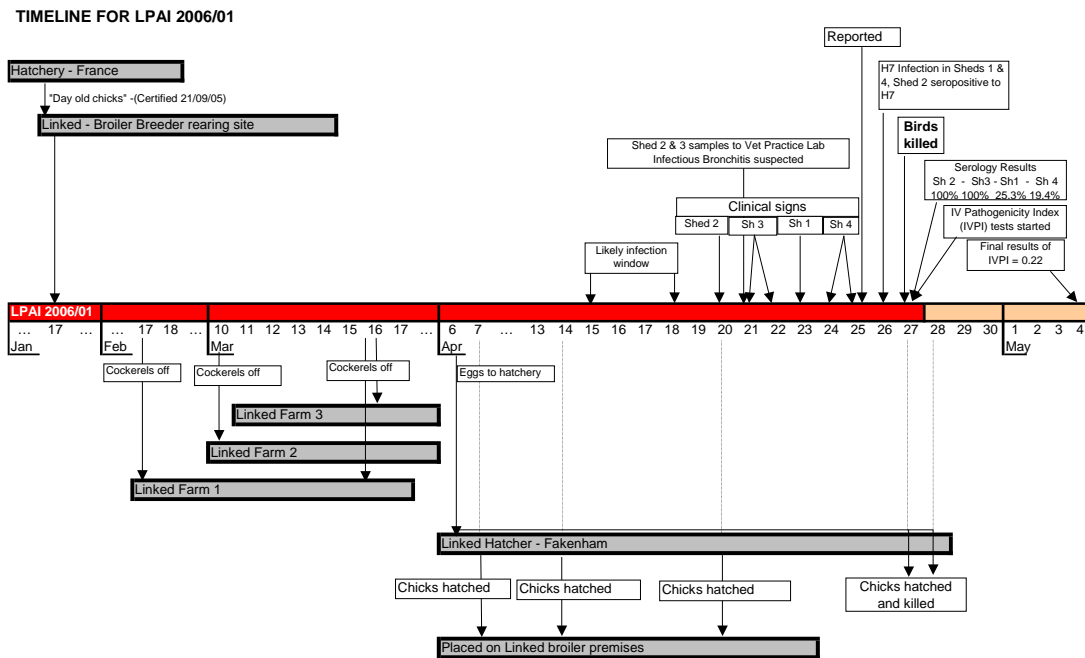 TIMELINE FOR LPAI 2006/01
Reported
Hatchery - France
"Day old chicks" -(Certified 21/09/05)
Linked - Broiler Breeder rearing site
H7 Infection in Sheds 1 &
4, Shed 2 seropositive to
H7
Birds
killed
Shed 2 & 3 samples to Vet Practice Lab
Infectious Bronchitis suspected
Serology Results
Sh 2 - Sh3 - Sh1 - Sh 4
100% 100% 25.3% 19.4%
Clinical signs
Shed 2 Sh 3 Sh 1 Sh 4
IV Pathogenicity Index
(IVPI) tests started
Likely infection
window
Final results of
IVPI = 0.22
LPAI 2006/01
... 17 ... ... 17 18 ... 10 11 12 13 14 15 16 17 ... 6 7 ... 13 14 15 16 17 18 19 20 21 22 23 24 25 26 27 28 29 30 1 2 3 4
Jan Feb Mar Apr May
Cockerels off Cockerels off Cockerels off Eggs to hatchery
Linked Farm 3
Linked Farm 2
Linked Farm 1
Linked Hatcher - Fakenham
Chicks hatched Chicks hatched Chicks hatched
Chicks hatched
and killed
Placed on Linked broiler premises